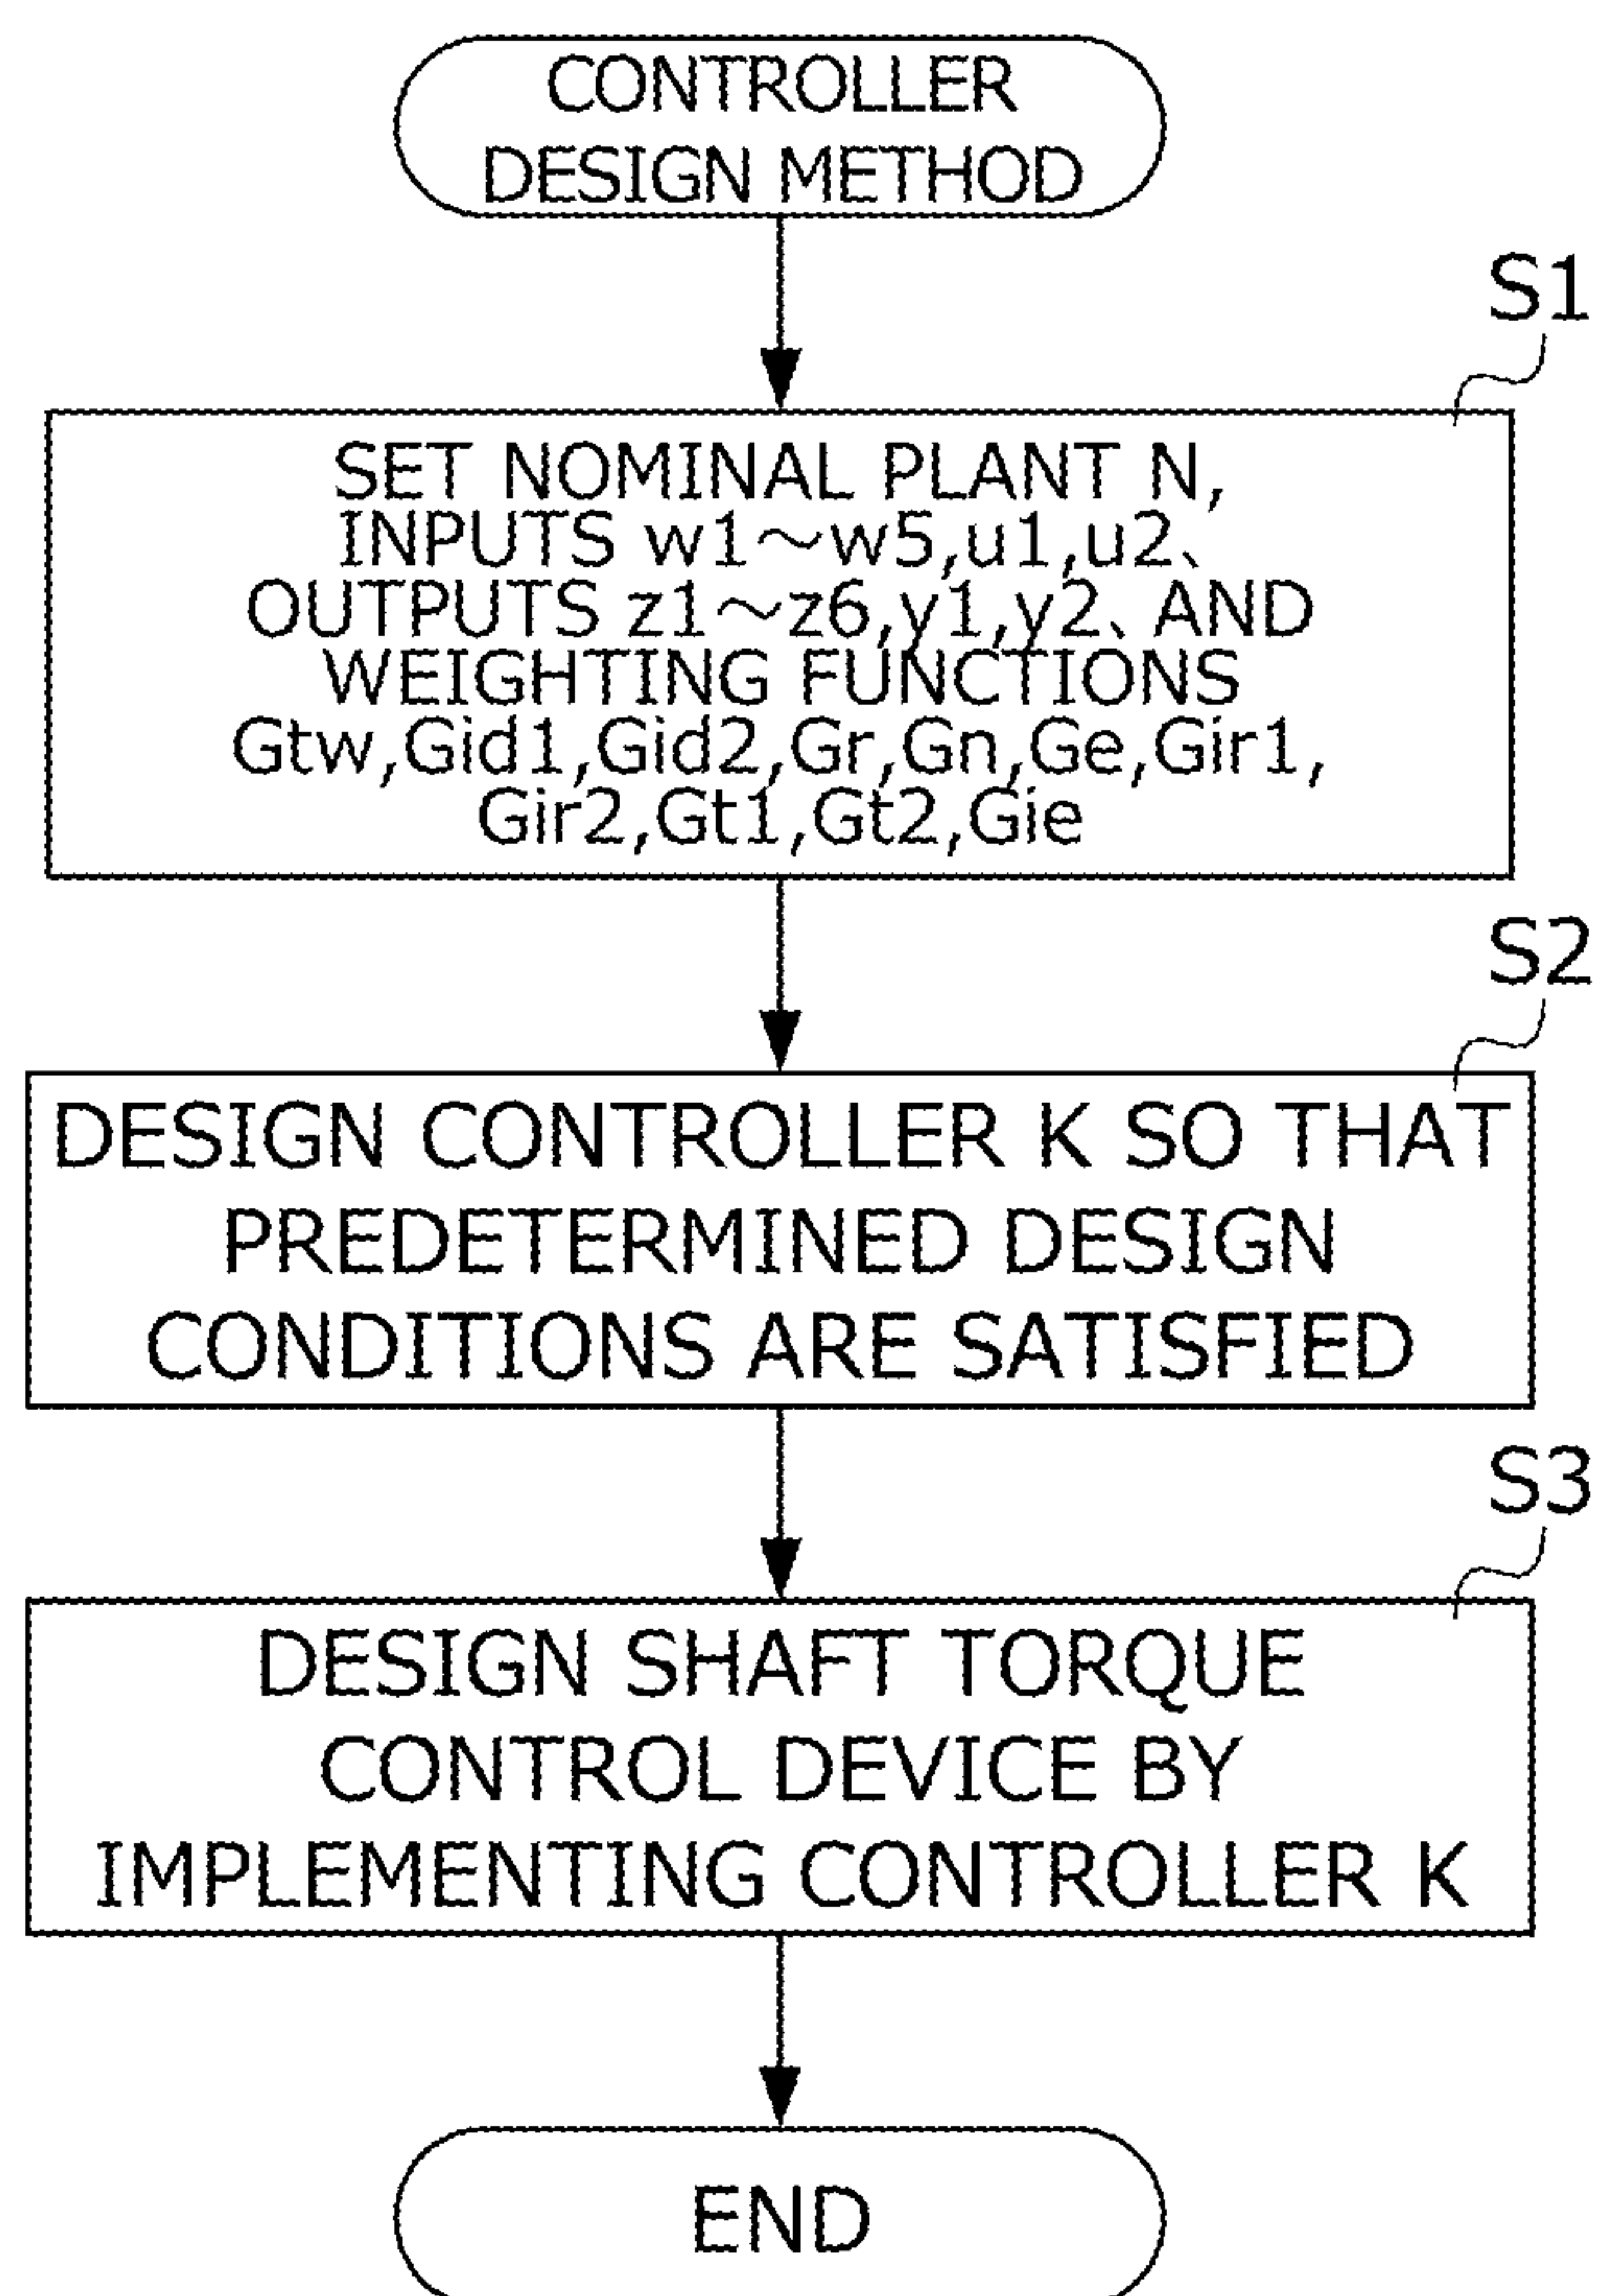 CONTROLLER
DESIGN METHOD
S1
SET NOMINAL PLANT N,
INPUTS w1～w5,u1,u2、
OUTPUTS z1～z6,y1,y2、AND
WEIGHTING FUNCTIONS
Gtw,Gid1,Gid2,Gr,Gn,Ge,Gir1,
Gir2,Gt1,Gt2,Gie
S2
DESIGN CONTROLLER K SO THAT
PREDETERMINED DESIGN
CONDITIONS ARE SATISFIED
S3
DESIGN SHAFT TORQUE
CONTROL DEVICE BY
IMPLEMENTING CONTROLLER K
END